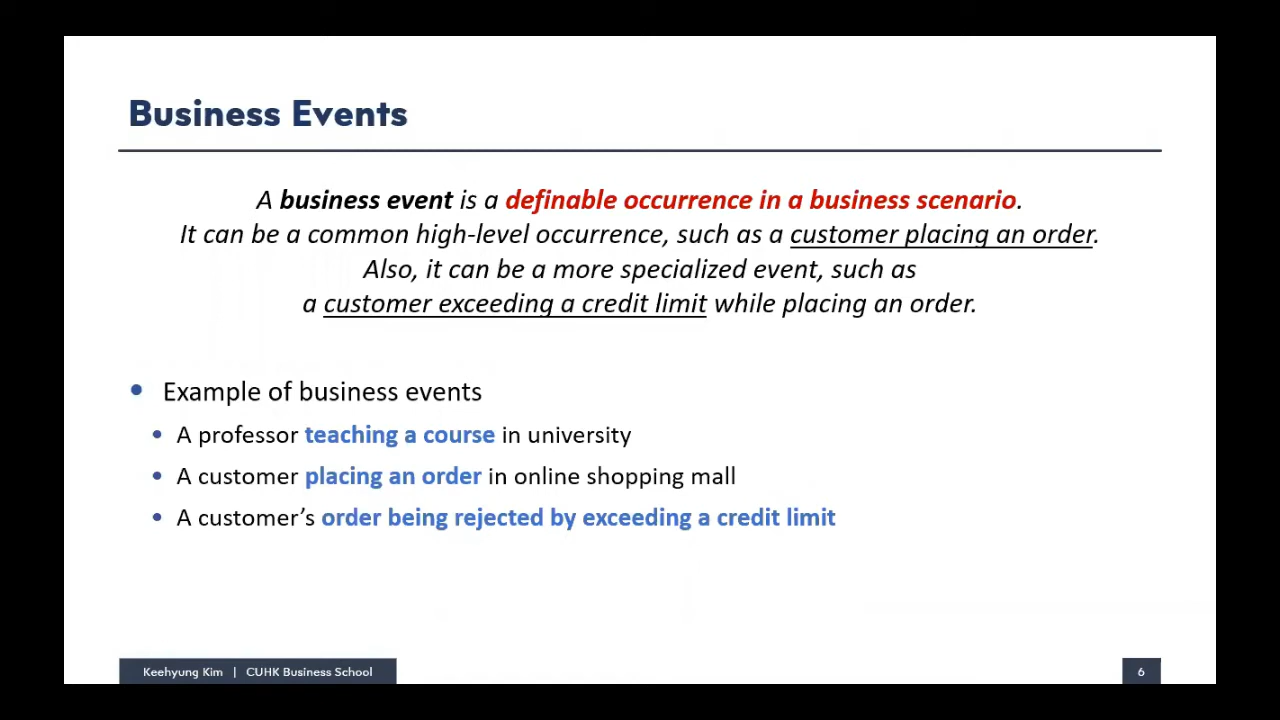 Business Events
A business event is a definable occurrence in a business scenario.
It can be a common high-level occurrence, such as a customer placing an order.
Also, it can be a more specialized event, such as
a customer exceeding a credit limit while placing an order.
• Example of business events
• A professor teaching a course in university
• A customer placing an order in online shopping mall
• A customer’s order being rejected by exceeding a credit limit
Keehyung Kim | CUHK Business School
6